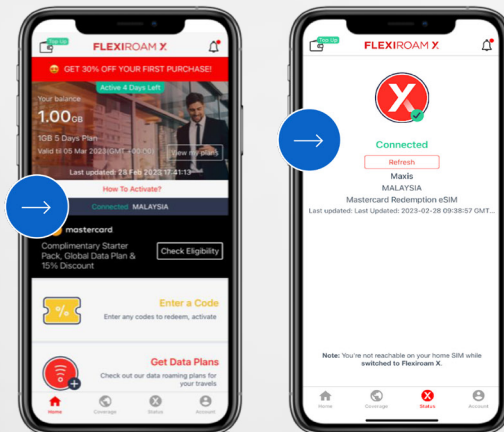 Top Up
FLEXIROAM X
GET 30% OFF YOUR FIRST PURCHASE!
Active 4 Days Left
Your balance
1.00GB
1GB 5 Days Plan
Valid til 05 Mar 2023(GMT +00:00)
View my plans
Last updated: 28 Feb 2023 17:41:13
How To Activate?
Connected MALAYSIA
mastercard
Complimentary Starter
Pack, Global Data Plan &
15% Discount
Check Eligibility
%
Enter a Code
Enter any codes to redeem, activate
Get Data Plans
Check out our data roaming plans for
your travels
Home Coverage Status Account
Top Up
FLEXIROAM X
X
Connected
Refresh
Maxis
MALAYSIA
Mastercard Redemption eSIM
Last updated: Last Updated: 2023-02-28 09:38:57 GMT...
Note: You're not reachable on your home SIM while
switched to Flexiroam X.
Home Coverage Status Account